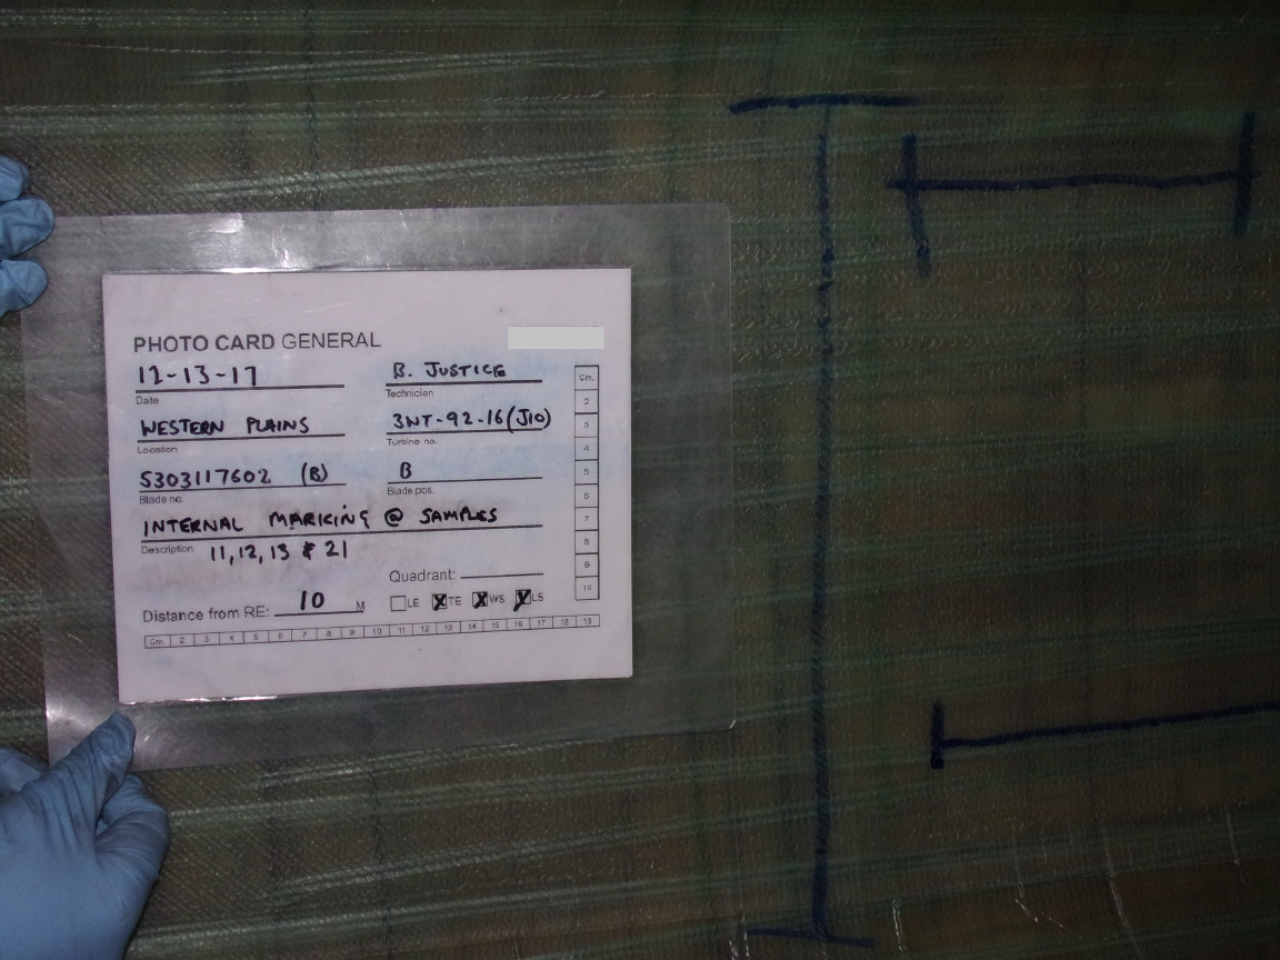 PHOTO CARD GENERAL
12-13-17
Date
B. JUSTICE
Technician
WESTERN PLAINS
Location
3WT-92-16(J10)
Turbine no.
5303117602 (B)
Blade no.
B
Blade pos.
INTERNAL MARKING @ SAMPLES
Description 11, 12, 13 & 21
Quadrant:
Distance from RE: 10 M
LE TE WS LS
Cm. 2 3 4 5 6 7 8 9 10 11 12 13 14 15 16 17 18 19
Cm.
2
3
4
5
6
7
8
9
10